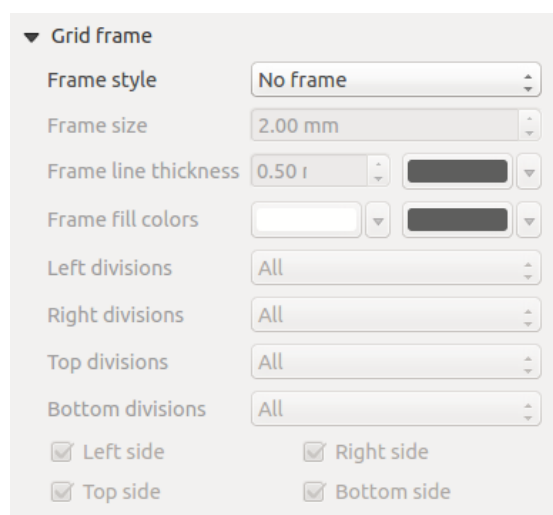 Grid frame
Frame style No frame
Frame size 2.00 mm
Frame line thickness 0.50
Frame fill colors
Left divisions All
Right divisions All
Top divisions All
Bottom divisions All
Left side Right side
Top side Bottom side